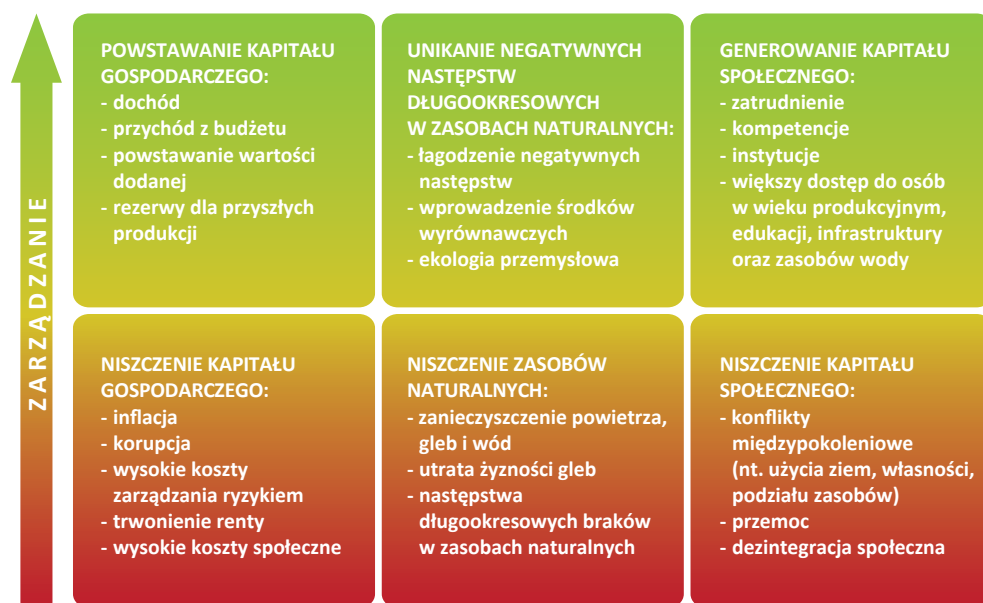 ZARZĄDZANIE
POWSTAWANIE KAPITAŁU
GOSPODARCZEGO:
- dochód
- przychód z budżetu
- powstawanie wartości
dodanej
- rezerwy dla przyszłych
produkcji
UNIKANIE NEGATYWNYCH
NASTĘPSTW
DŁUGOOKRESOWYCH
W ZASOBACH NATURALNYCH:
- łagodzenie negatywnych
następstw
- wprowadzenie środków
wyrównawczych
- ekologia przemysłowa
GENEROWANIE KAPITAŁU
SPOŁECZNEGO:
- zatrudnienie
- kompetencje
- instytucje
- większy dostęp do osób
w wieku produkcyjnym,
edukacji, infrastruktury
oraz zasobów wody
NISZCZENIE KAPITAŁU
GOSPODARCZEGO:
- inflacja
- korupcja
- wysokie koszty
zarządzania ryzykiem
- trwonienie renty
- wysokie koszty społeczne
NISZCZENIE ZASOBÓW
NATURALNYCH:
- zanieczyszczenie powietrza,
gleb i wód
- utrata żyzności gleb
- następstwa
długookresowych braków
w zasobach naturalnych
NISZCZENIE KAPITAŁU
SPOŁECZNEGO:
- konflikty
międzypokoleniowe
(nt. użycia ziem, własności,
podziału zasobów)
- przemoc
- dezintegracja społeczna